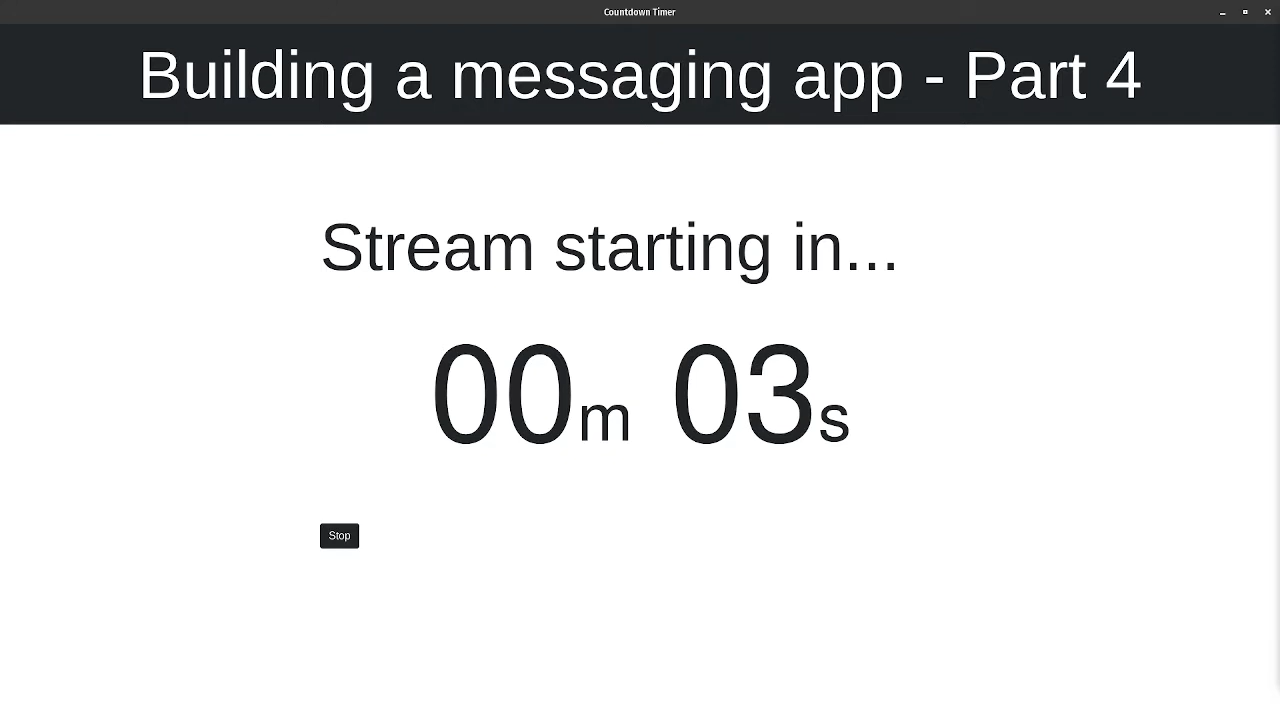 Countdown Timer
Building a messaging app - Part 4
Stream starting in...
00m 03s
Stop